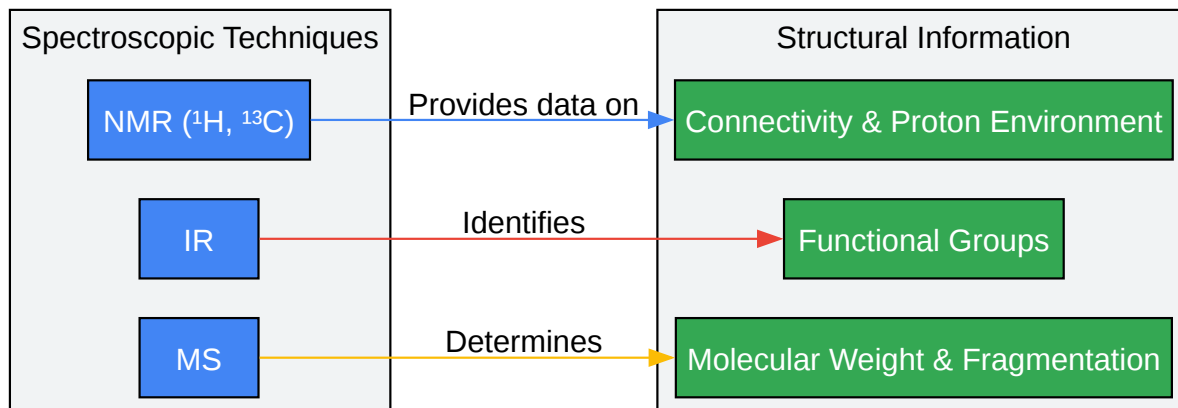 Spectroscopic Techniques
Structural Information
NMR (¹H, ¹³C)
Provides data on
Connectivity & Proton Environment
IR
Identifies
Functional Groups
MS
Determines
Molecular Weight & Fragmentation